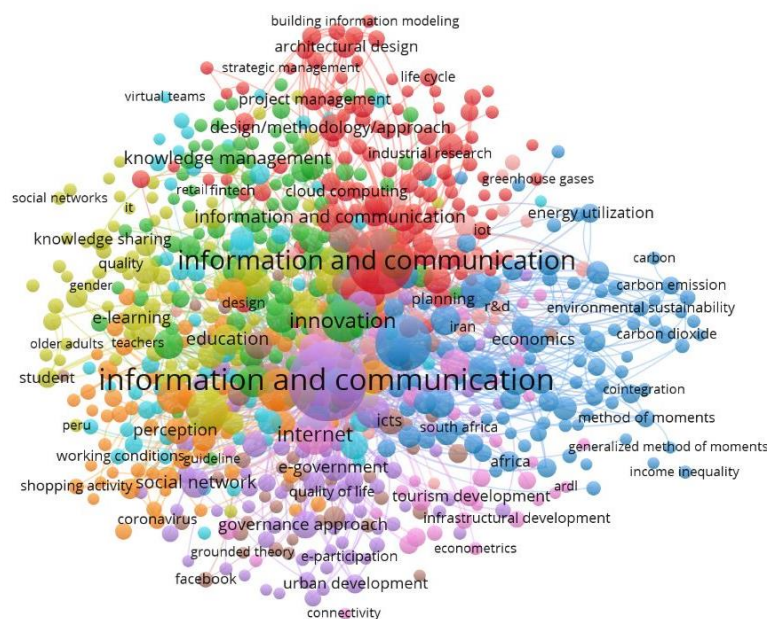 building information modeling
architectural design
strategic management
life cycle
virtual teams
project management
design/methodology/approach
knowledge management
industrial research
greenhouse gases
social networks
retail
fintech
cloud computing
it
information and communication
energy utilization
iot
knowledge sharing
quality
information and communication
carbon
gender
carbon emission
design
planning
r&d
environmental sustainability
e-learning
innovation
iran
older adults
teachers
education
economics
carbon dioxide
student
information and communication
cointegration
peru
perception
internet
icts
south africa
method of moments
working conditions
guideline
e-government
africa
generalized method of moments
shopping activity
social network
quality of life
tourism development
ardl
income inequality
coronavirus
governance approach
infrastructural development
grounded theory
e-participation
econometrics
facebook
urban development
connectivity